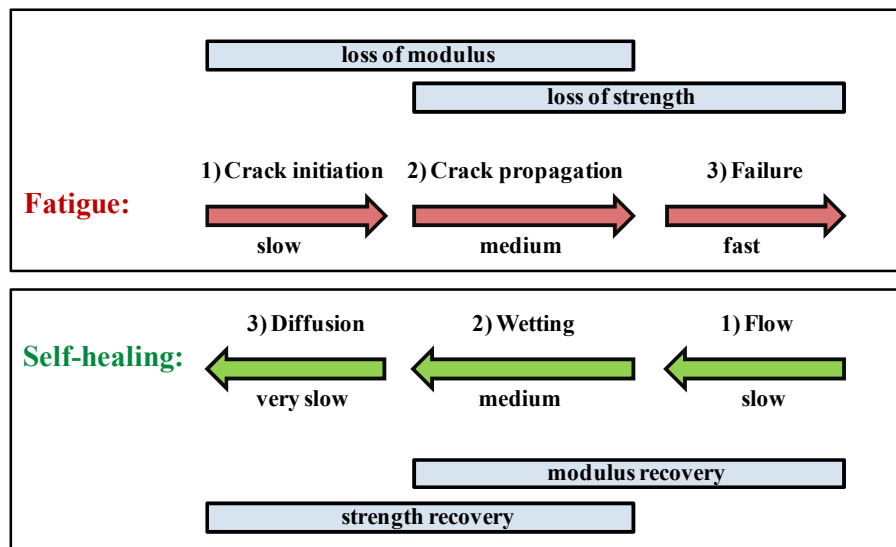 loss of modulus
loss of strength
1) Crack initiation
2) Crack propagation
3) Failure
Fatigue:
slow
medium
fast
3) Diffusion
2) Wetting
1) Flow
Self-healing:
very slow
medium
slow
modulus recovery
strength recovery